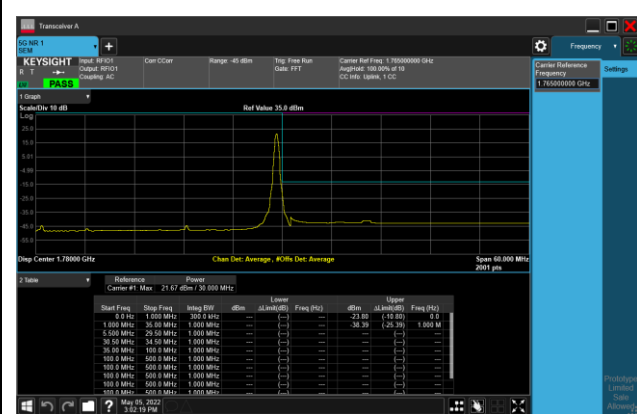 Transceiver A
5G NR 1
SEM
+
Frequency
KEYSIGHT
R T
PASS
Input: RFIO1
Output: RFIO1
Coupling: AC
Corr CCorr
Range: -45 dBm
Trig: Free Run
Gate: FFT
Carrier Ref Freq: 1.765000000 GHz
Avg|Hold: 100.00% of 10
CC Info: Uplink, 1 CC
Carrier Reference
Frequency
1.765000000 GHz
Settings
1 Graph
Scale/Div 10 dB
Ref Value 35.0 dBm
Log
25.0
15.0
5.01
-4.99
-15.0
-25.0
-35.0
-45.0
-55.0
Disp Center 1.78000 GHz
Chan Det: Average, #Offs Det: Average
Span 60.000 MHz
2001 pts
2 Table
Reference Power
Carrier #1: Max 21.67 dBm / 30.000 MHz
Lower Upper
Start Freq Stop Freq Integ BW dBm ΔLimit(dB) Freq (Hz) dBm ΔLimit(dB) Freq (Hz)
0.0 Hz 1.000 MHz 300.0 kHz --- (---) --- -23.80 (-10.80) 0.0
1.000 MHz 35.00 MHz 1.000 MHz --- (---) --- -38.39 (-25.39) 1.000 M
5.500 MHz 29.50 MHz 1.000 MHz --- (---) --- --- (---) ---
30.50 MHz 34.50 MHz 1.000 MHz --- (---) --- --- (---) ---
35.00 MHz 100.0 MHz 1.000 MHz --- (---) --- --- (---) ---
100.0 MHz 500.0 MHz 1.000 MHz --- (---) --- --- (---) ---
100.0 MHz 500.0 MHz 1.000 MHz --- (---) --- --- (---) ---
100.0 MHz 500.0 MHz 1.000 MHz --- (---) --- --- (---) ---
100.0 MHz 500.0 MHz 1.000 MHz --- (---) --- --- (---) ---
100.0 MHz 500.0 MHz 1.000 MHz --- (---) --- --- (---) ---
Prototype
Limited
Sale
Allowed
?
May 05, 2022
3:02:19 PM